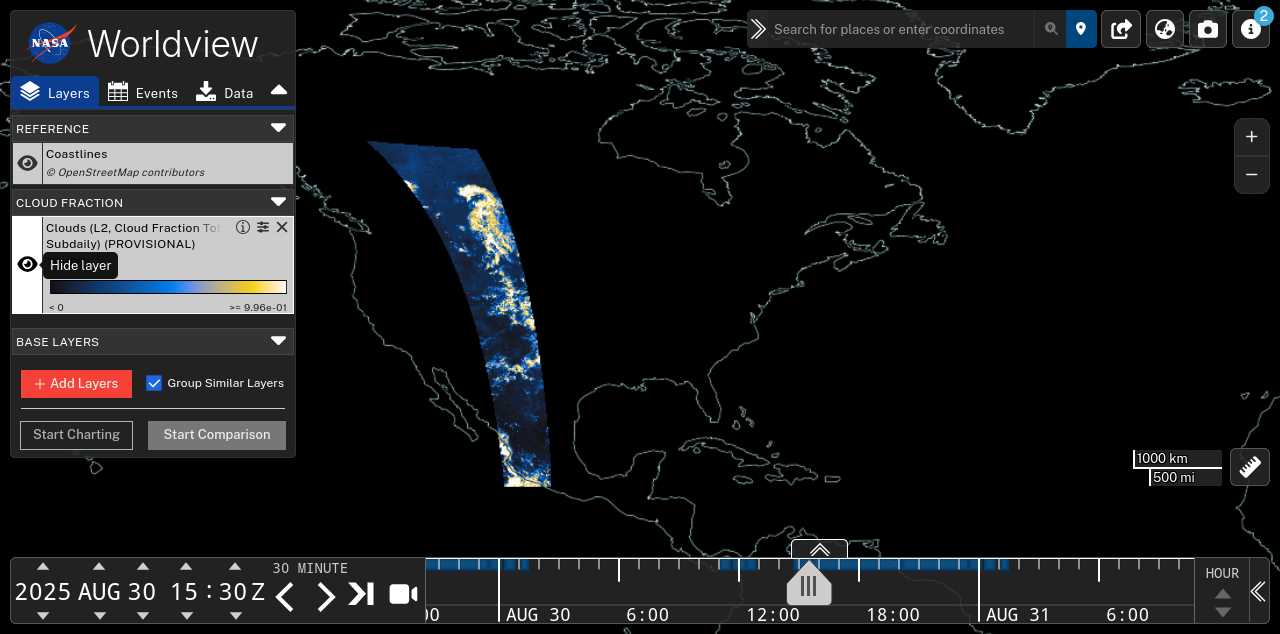 NASA
Worldview
Search for places or enter coordinates
2
Layers
Events
Data
REFERENCE
Coastlines
© OpenStreetMap contributors
CLOUD FRACTION
Clouds (L2, Cloud Fraction Tot
Subdaily) (PROVISIONAL)
Hide layer
< 0
>= 9.96e-01
BASE LAYERS
+ Add Layers
Group Similar Layers
Start Charting
Start Comparison
+
−
1000 km
500 mi
2025 AUG 30 15 : 30 Z
30 MINUTE
00
AUG 30
6:00
12:00
18:00
AUG 31
6:00
HOUR